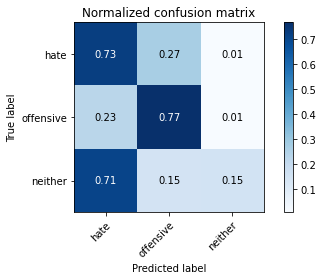 Normalized confusion matrix
True label
hate 0.73 0.27 0.01
offensive 0.23 0.77 0.01
neither 0.71 0.15 0.15
hate offensive neither
Predicted label
0.7
0.6
0.5
0.4
0.3
0.2
0.1